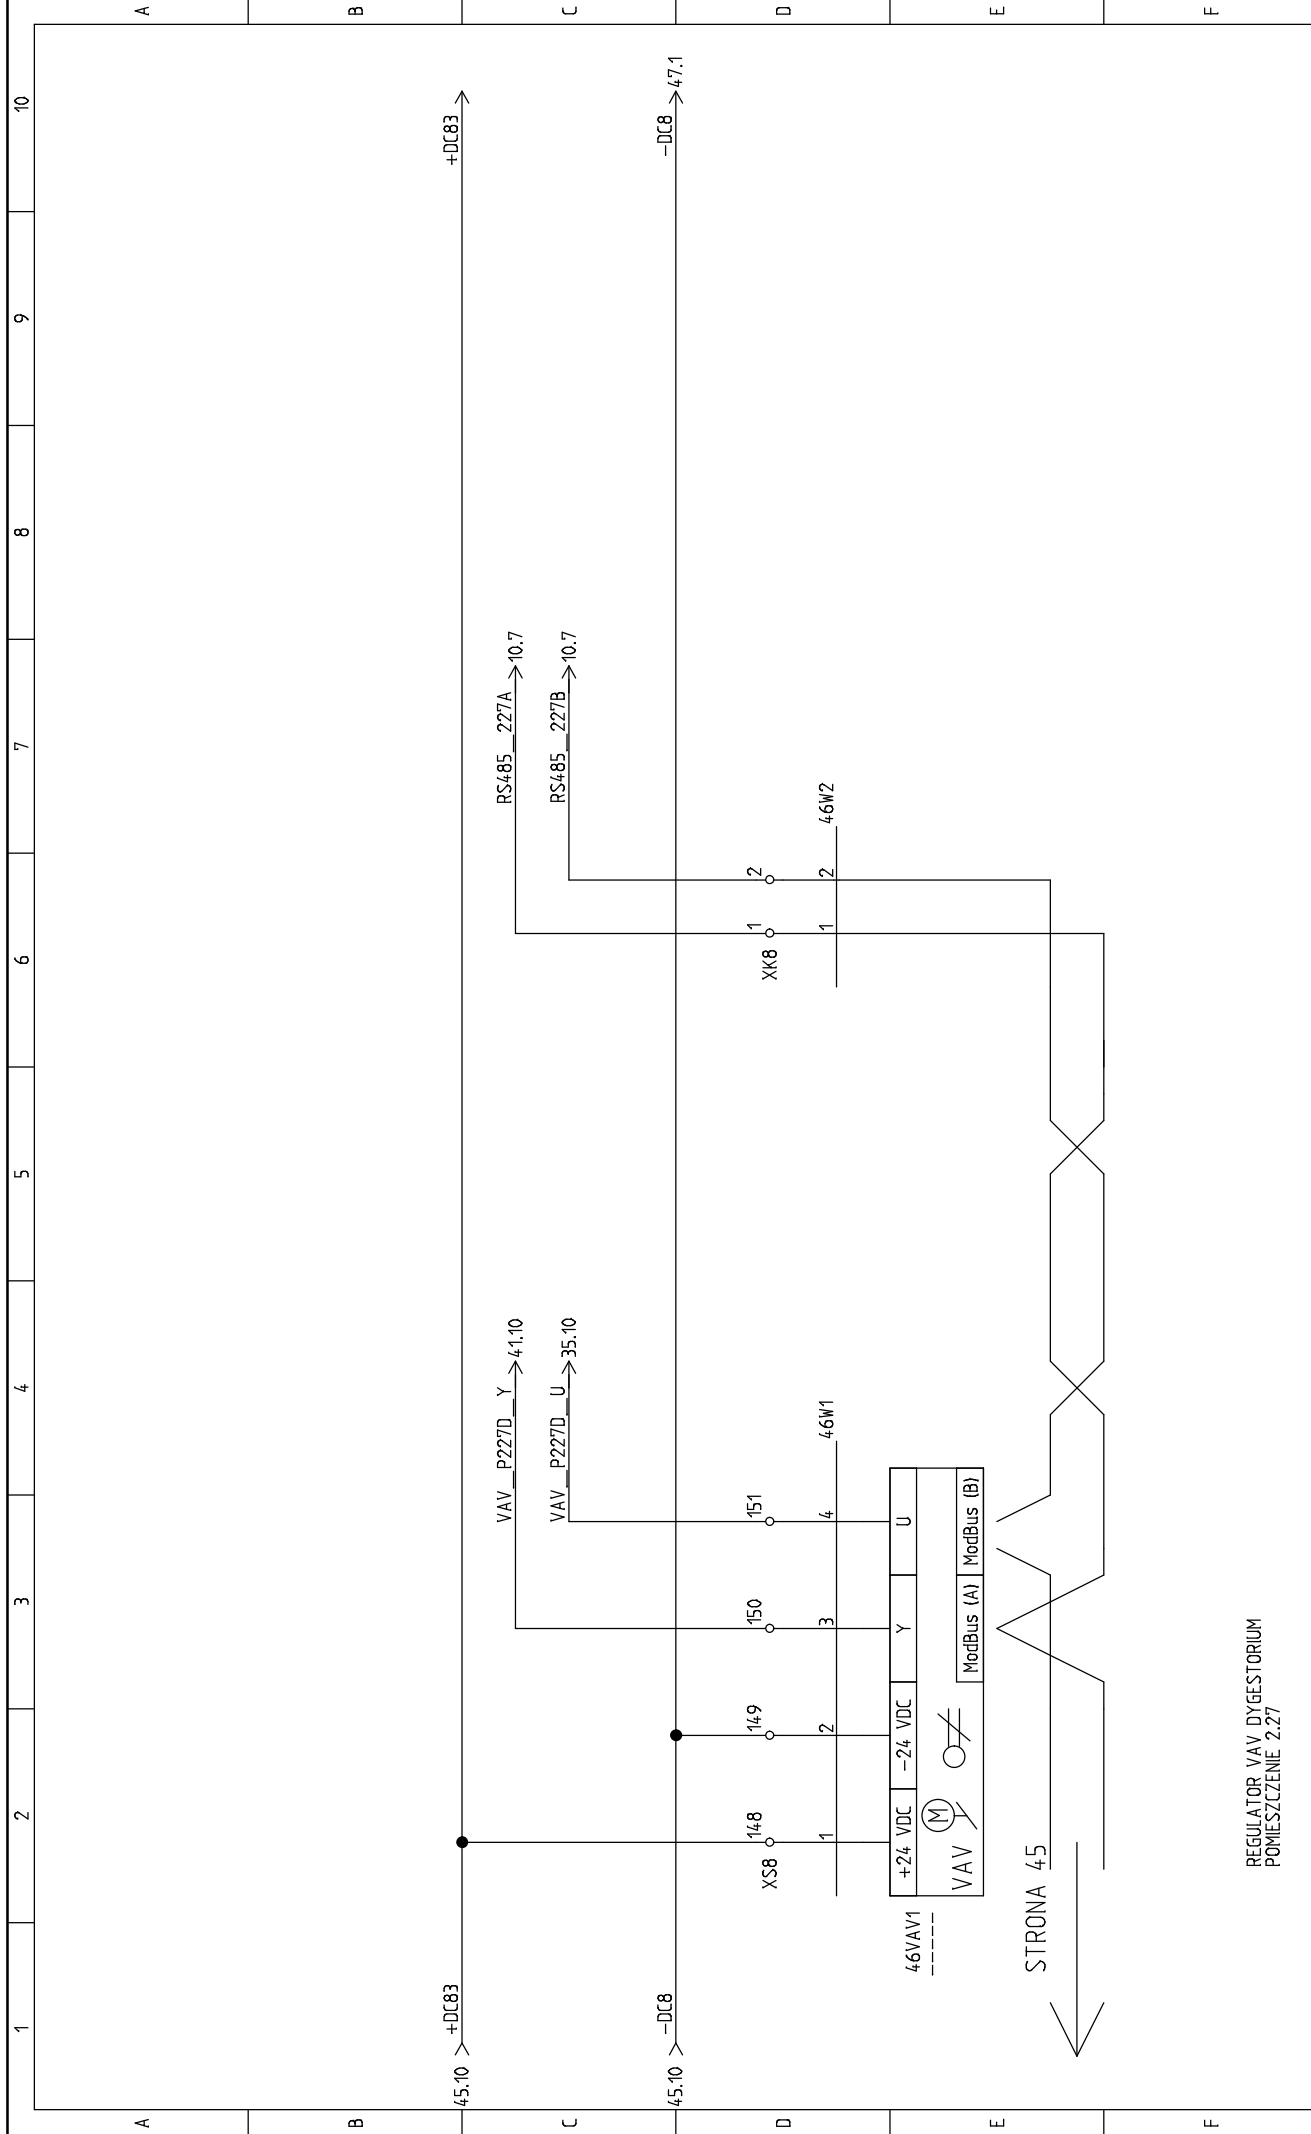 1 2 3 4 5 6 7 8 9 10
A A
B B
45.10 +DC83 +DC83
VAV_P227D_Y 41.10 RS485_227A 10.7
C C
VAV_P227D_U 35.10 RS485_227B 10.7
45.10 -DC8 -DC8 47.1
148 149 150 151 1 2
XS8 XK8
D D
1 2 3 4 46W1 1 2 46W2
+24 VDC -24 VDC Y U
46VAV1
-----
M
VAV ModBus (A) ModBus (B)
E E
STRONA 45
F F
REGULATOR VAV DYGESTORIUM
POMIESZCZENIE 2.27